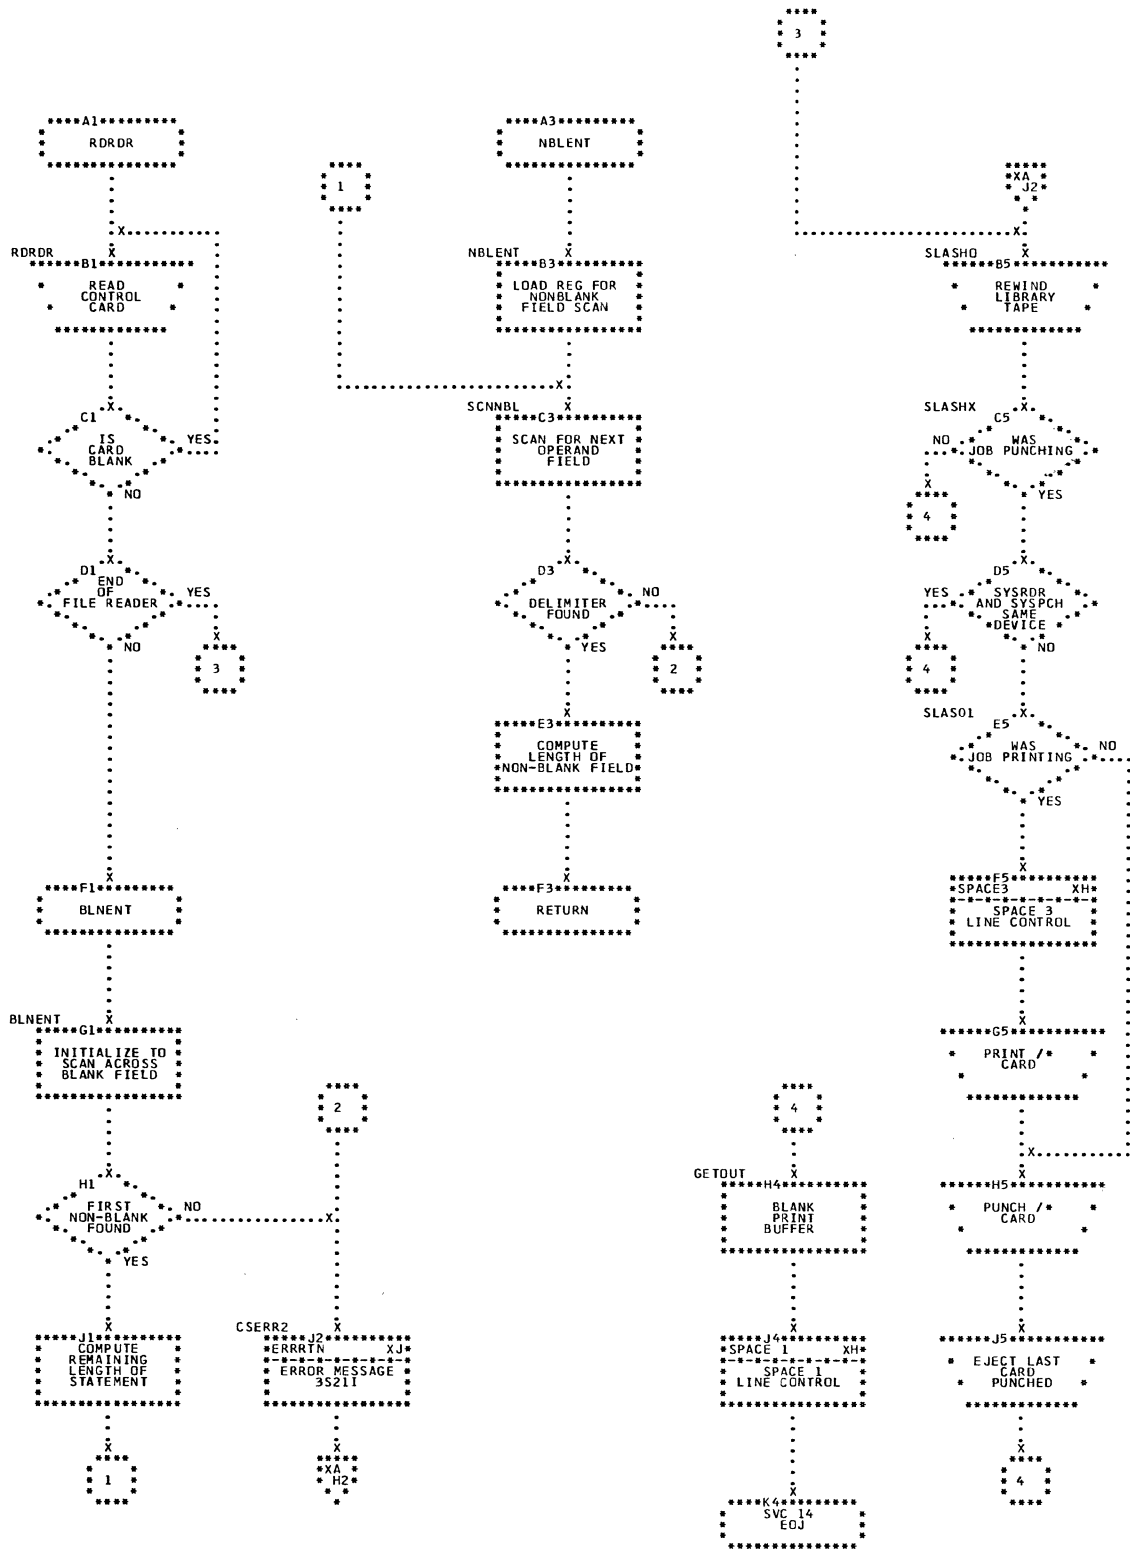 3
A1
RDRDR
A3
NBLENT
1
XA
J2
RDRDR
B1
READ
CONTROL
CARD
NBLENT
B3
LOAD REG FOR
NONBLANK
FIELD SCAN
SLASH0
B5
REWIND
LIBRARY
TAPE
C1
IS
CARD
BLANK
YES
NO
SCNNBL
C3
SCAN FOR NEXT
OPERAND
FIELD
SLASHX
C5
WAS
JOB PUNCHING
NO
YES
4
D1
END
OF
FILE READER
YES
NO
3
D3
DELIMITER
FOUND
NO
YES
2
D5
SYSRDR
AND SYSPCH
SAME
DEVICE
YES
NO
4
E3
COMPUTE
LENGTH OF
NON-BLANK FIELD
SLAS01
E5
WAS
JOB PRINTING
NO
YES
F1
BLNENT
F3
RETURN
F5
SPACE3 XH
SPACE 3
LINE CONTROL
BLNENT
G1
INITIALIZE TO
SCAN ACROSS
BLANK FIELD
G5
PRINT /*
CARD
2
4
H1
FIRST
NON-BLANK
FOUND
NO
YES
GETOUT
H4
BLANK
PRINT
BUFFER
H5
PUNCH /*
CARD
J1
COMPUTE
REMAINING
LENGTH OF
STATEMENT
CSERR2
J2
ERRRTN XJ
ERROR MESSAGE
3S21I
J4
SPACE 1 XH
SPACE 1
LINE CONTROL
J5
EJECT LAST
CARD
PUNCHED
1
XA
H2
4
K4
SVC 14
EOJ